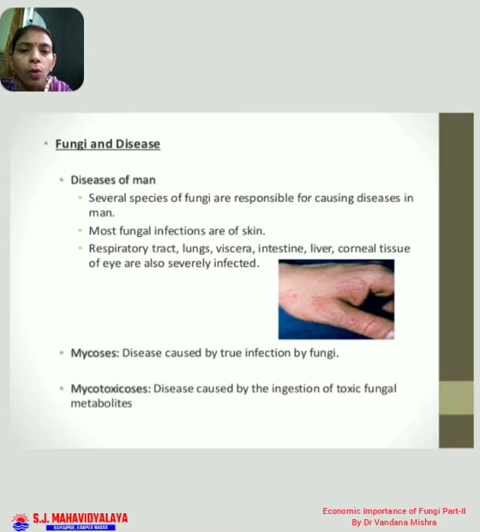 Fungi and Disease
Diseases of man
Several species of fungi are responsible for causing diseases in
man.
Most fungal infections are of skin.
Respiratory tract, lungs, viscera, intestine, liver, corneal tissue
of eye are also severely infected.
Mycoses: Disease caused by true infection by fungi.
Mycotoxicoses: Disease caused by the ingestion of toxic fungal
metabolites
S.J. MAHAVIDYALAYA
RAMAIPUR, KANPUR NAGAR
Economic Importance of Fungi Part-II
By Dr Vandana Mishra